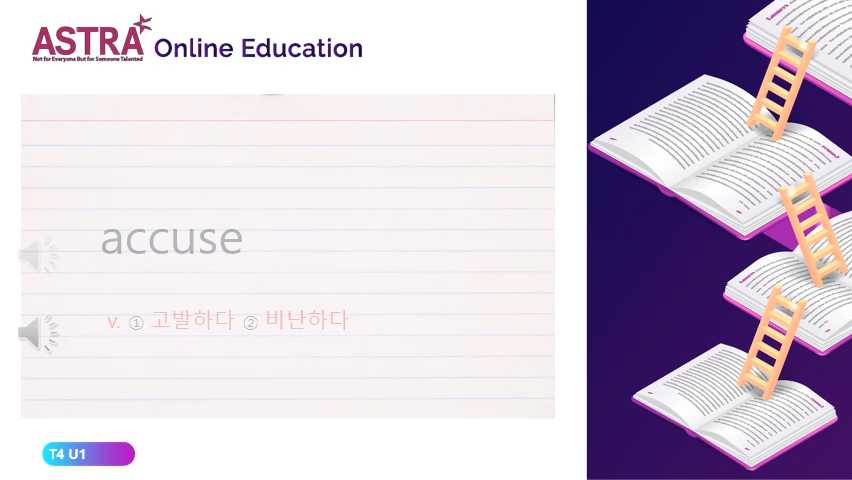 ASTRA Online Education
Not for Everyone But for Someone Talented
accuse
v. ① 고발하다 ② 비난하다
T4 U1